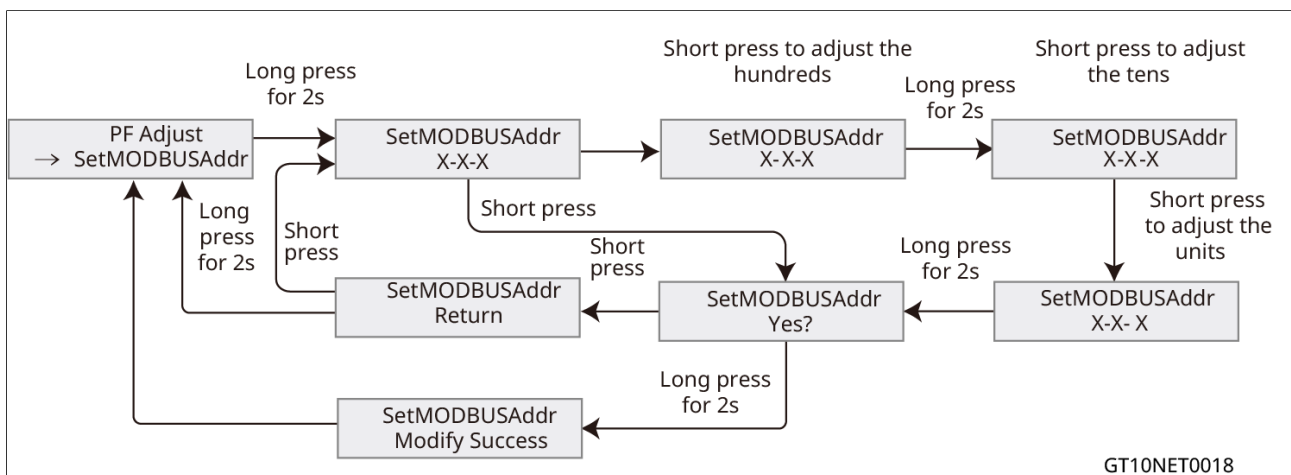 Short press to adjust the
hundreds
Short press to adjust
the tens
Long press
for 2s
Long press
for 2s
PF Adjust
→ SetMODBUSAddr
SetMODBUSAddr
X-X-X
SetMODBUSAddr
X-X-X
SetMODBUSAddr
X-X-X
Short press
Long
press
for 2s
Short
press
Short
press
Long press
for 2s
Short press
to adjust the
units
SetMODBUSAddr
Return
SetMODBUSAddr
Yes?
SetMODBUSAddr
X-X- X
Long press
for 2s
SetMODBUSAddr
Modify Success
GT10NET0018